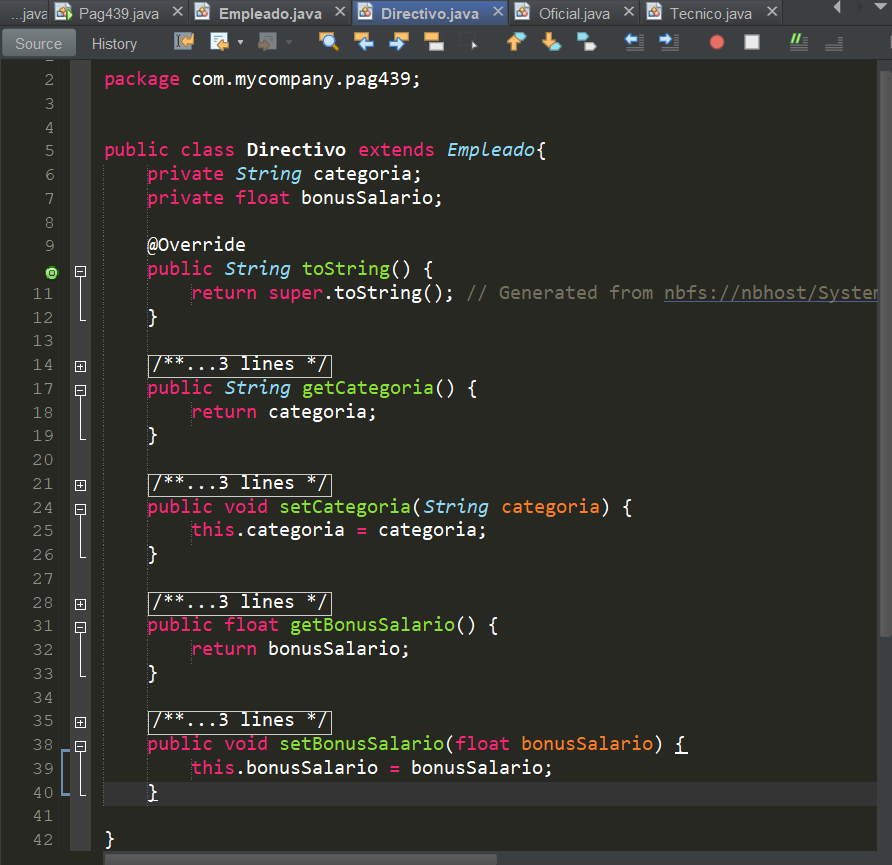 ...java Pag439.java Empleado.java Directivo.java Oficial.java Tecnico.java
Source History
2 package com.mycompany.pag439;
3
4
5 public class Directivo extends Empleado{
6 private String categoria;
7 private float bonusSalario;
8
9 @Override
public String toString() {
11 return super.toString(); // Generated from nbfs://nbhost/System
12 }
13
14 /**...3 lines */
17 public String getCategoria() {
18 return categoria;
19 }
20
21 /**...3 lines */
24 public void setCategoria(String categoria) {
25 this.categoria = categoria;
26 }
27
28 /**...3 lines */
31 public float getBonusSalario() {
32 return bonusSalario;
33 }
34
35 /**...3 lines */
38 public void setBonusSalario(float bonusSalario) {
39 this.bonusSalario = bonusSalario;
40 }
41
42 }